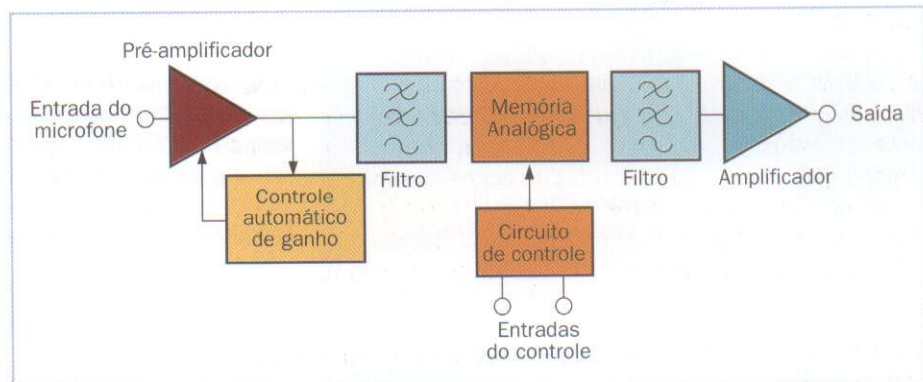 Pré-amplificador
Entrada do
microfone
Filtro
Memória
Analógica
Filtro
Amplificador
Saída
Controle
automático
de ganho
Circuito
de controle
Entradas
do controle